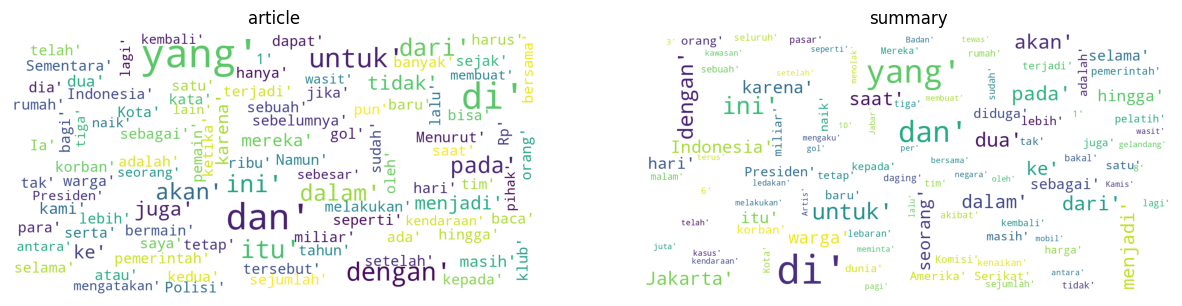 article
kembali' dapat' harus'
telah' lagi' yang' untuk' dari' bersama'
Sementara' 1' hanya' banyak' sejak'
dia' dua' satu' wasit' tidak' membuat' di'
Indonesia' kata' terjadi' jika' lalu'
rumah' lain' sebuah' pun' baru' bisa'
bagi' tiga' Kota karena' sebelumnya'
naik' gol' sudah' Menurut' Rp'
Ia' sebagai' pemain' ketika' mereka' saat' orang'
korban' adalah' ribu' Namun' oleh' pada' pihak'
tak' warga' seorang' akan' ini' sebesar' dalam' hari' tim'
Presiden' melakukan' menjadi'
kami' lebih' juga' dan' seperti' kendaraan' baca'
para' serta' bermain' miliar' ada' hingga'
antara' ke' saya' tetap' itu' tahun' klub'
selama' pemerintah' tersebut' setelah' masih'
atau' kedua' sejumlah' dengan' kepada'
mengatakan' Polisi'
summary
3' orang' seluruh' pasar' Badan' tewas' akan' adalah'
kawasan' seperti' Mereka' rumah' selama'
sebuah' setelah' menolak' yang' terjadi' pemerintah'
dengan' ini' karena' saat' tiga' membuat' sudah' pada' hingga'
miliar' naik' 10' Jabar' diduga' lebih' 1' pelatih'
Indonesia' mengaku' gol' per' dan' dua' tak' wasit'
hari' terus' kepada' bersama' bakal' juga' gelandang'
malam' Presiden' tetap' daging' negara' ke' satu' 8'
6' ledakan' baru' tim' oleh' sebagai' Kamis'
melakukan' Artis' untuk' lalu' seorang' dalam' dari' lagi'
itu' korban' akibat' kembali'
telah' warga' lebaran' masih' mobil' menjadi'
juta' kasus' Kota' meminta' harga'
kendaraan' di' dunia' Komisi' kenaikan' antara'
Jakarta' pagi' Amerika' Serikat' sejumlah' tidak'